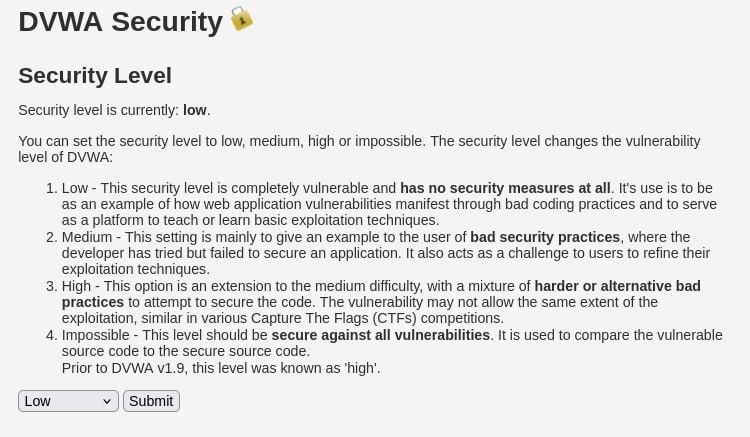 DVWA Security
Security Level
Security level is currently: low.
You can set the security level to low, medium, high or impossible. The security level changes the vulnerability
level of DVWA:
1. Low - This security level is completely vulnerable and has no security measures at all. It's use is to be
as an example of how web application vulnerabilities manifest through bad coding practices and to serve
as a platform to teach or learn basic exploitation techniques.
2. Medium - This setting is mainly to give an example to the user of bad security practices, where the
developer has tried but failed to secure an application. It also acts as a challenge to users to refine their
exploitation techniques.
3. High - This option is an extension to the medium difficulty, with a mixture of harder or alternative bad
practices to attempt to secure the code. The vulnerability may not allow the same extent of the
exploitation, similar in various Capture The Flags (CTFs) competitions.
4. Impossible - This level should be secure against all vulnerabilities. It is used to compare the vulnerable
source code to the secure source code.
Prior to DVWA v1.9, this level was known as 'high'.
Low Submit